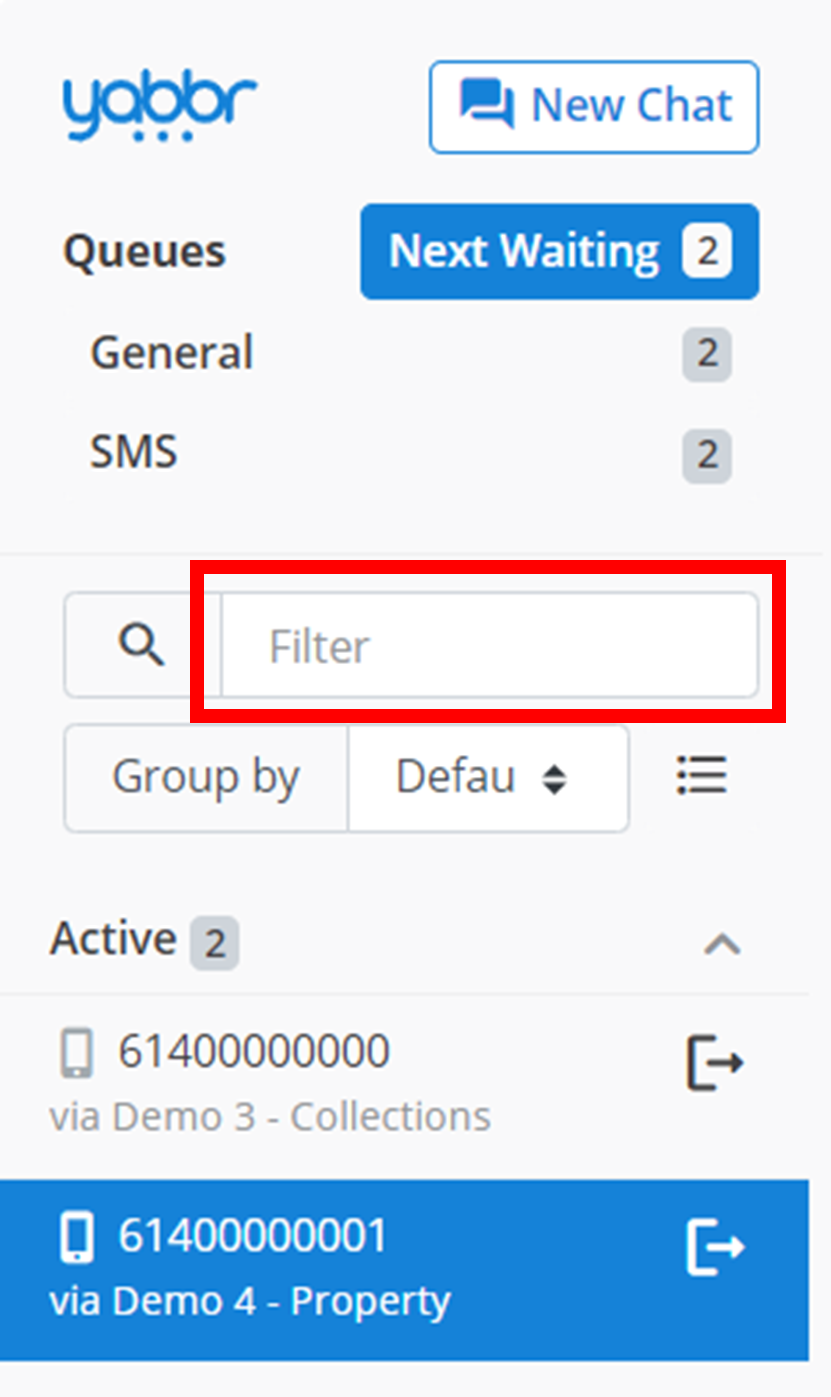 yabbr
New Chat
Queues
Next Waiting 2
General 2
SMS 2
Filter
Group by Defau
Active 2
61400000000
via Demo 3 - Collections
61400000001
via Demo 4 - Property